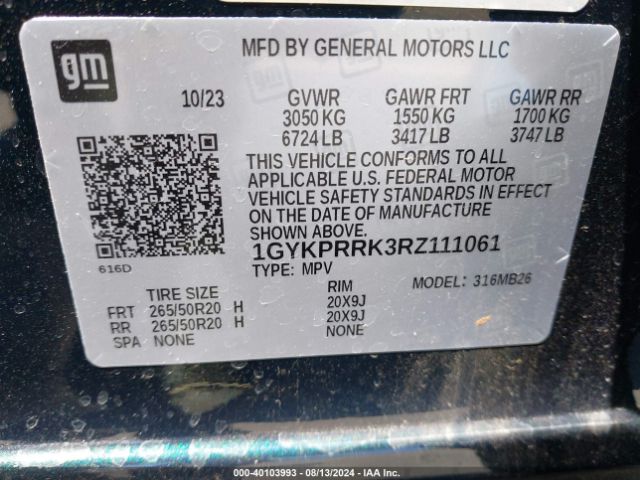 gm
MFD BY GENERAL MOTORS LLC
10/23 GVWR GAWR FRT GAWR RR
3050 KG 1550 KG 1700 KG
6724 LB 3417 LB 3747 LB
THIS VEHICLE CONFORMS TO ALL
APPLICABLE U.S. FEDERAL MOTOR
VEHICLE SAFETY STANDARDS IN EFFECT
ON THE DATE OF MANUFACTURE
SHOWN ABOVE.
1GYKPRRK3RZ111061
616D
TYPE: MPV
MODEL: 316MB26
TIRE SIZE RIM
FRT 265/50R20 H 20X9J
RR 265/50R20 H 20X9J
SPA NONE NONE
© - 40103993 - 08/13/2024 - IAA Inc.